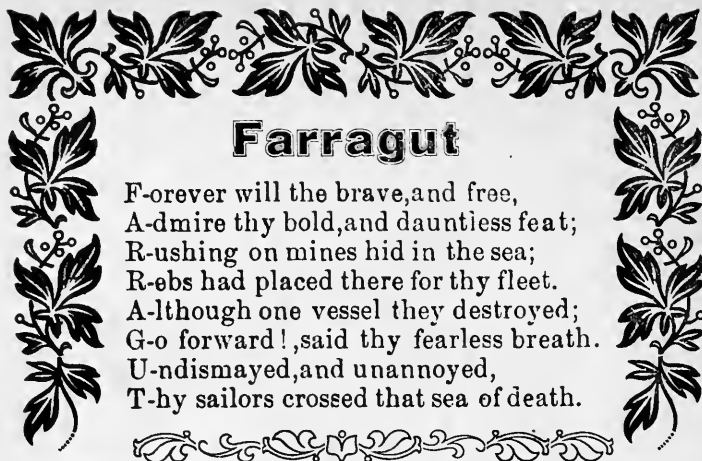 Farragut
F-orever will the brave,and free,
A-dmire thy bold,and dauntless feat;
R-ushing on mines hid in the sea;
R-ebs had placed there for thy fleet.
A-lthough one vessel they destroyed;
G-o forward!,said thy fearless breath.
U-ndismayed,and unannoyed,
T-hy sailors crossed that sea of death.